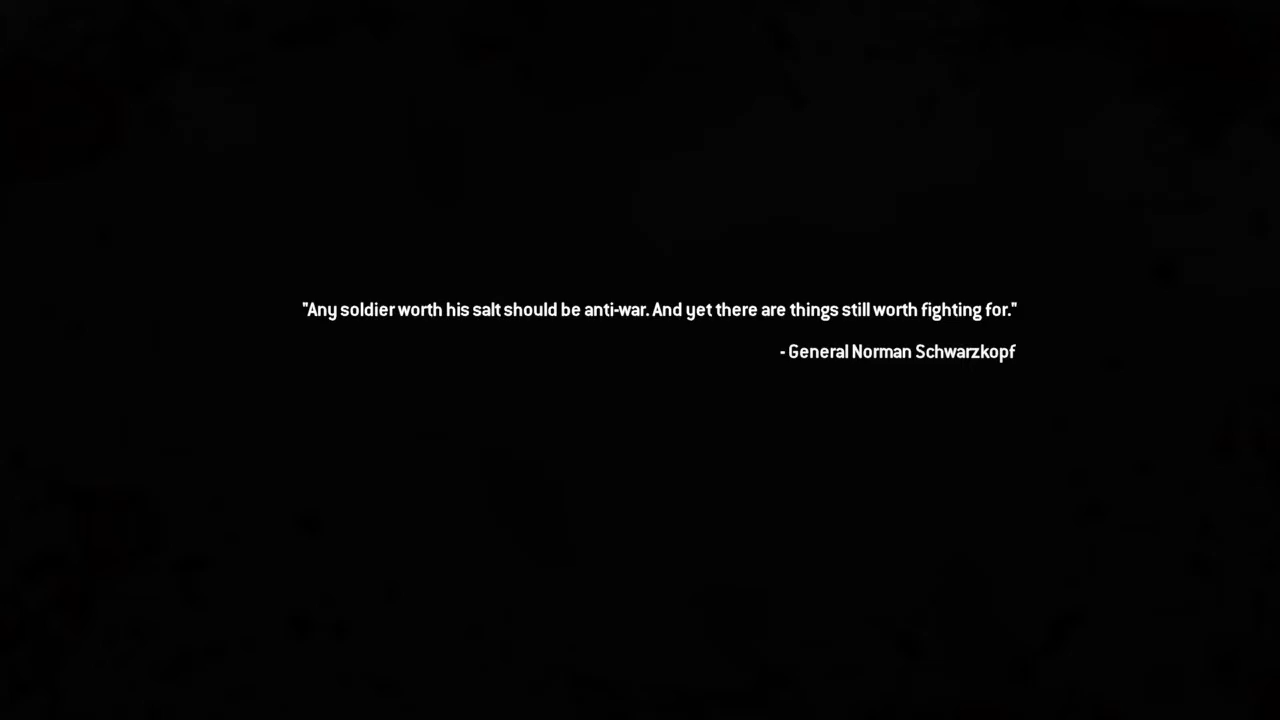 "Any soldier worth his salt should be anti-war. And yet there are things still worth fighting for."
- General Norman Schwarzkopf